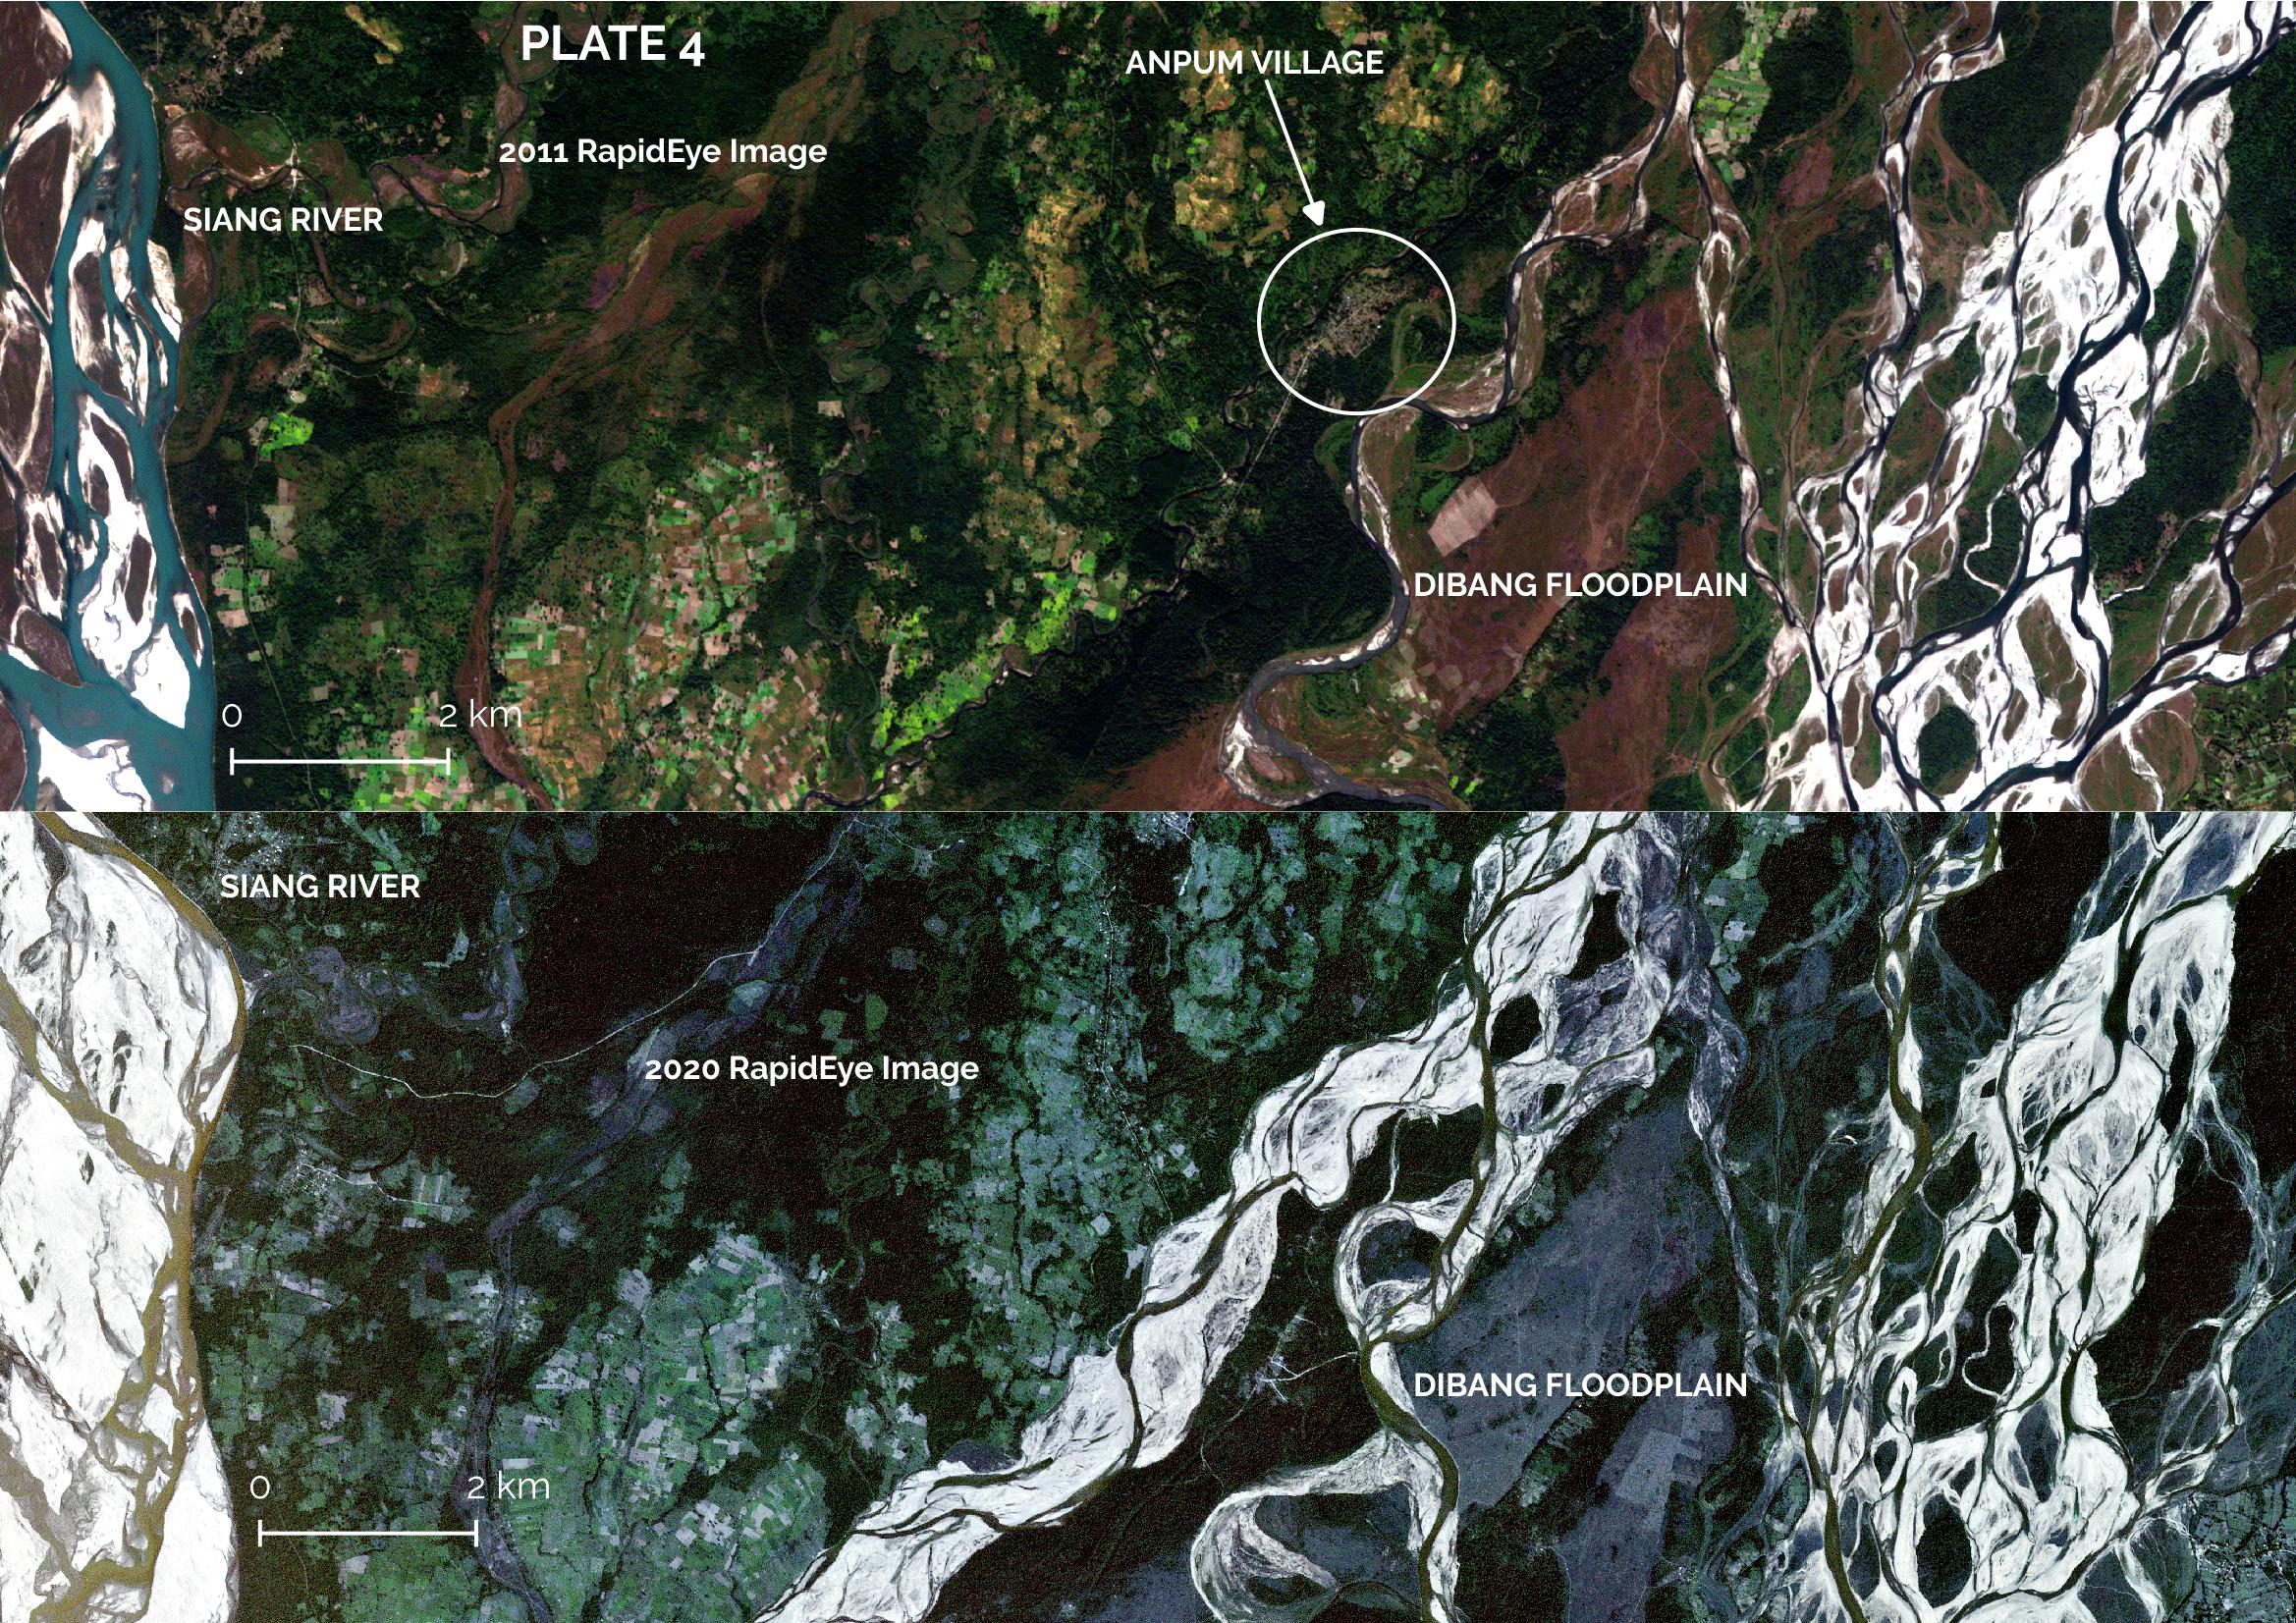 PLATE 4
ANPUM VILLAGE
2011 RapidEye Image
SIANG RIVER
DIBANG FLOODPLAIN
0 2 km
SIANG RIVER
2020 RapidEye Image
DIBANG FLOODPLAIN
0 2 km